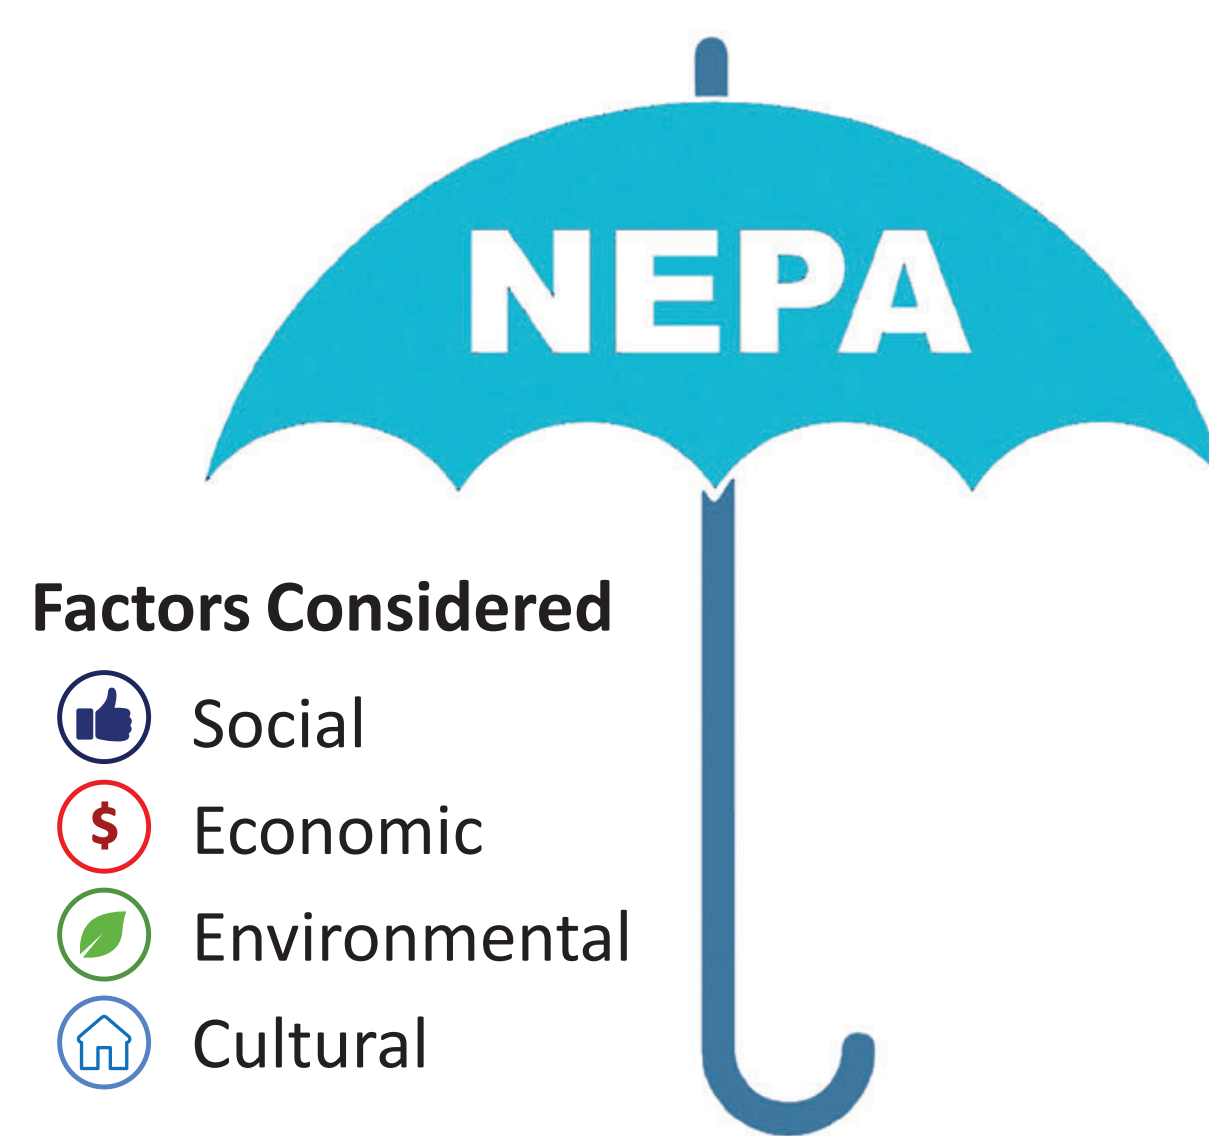 NEPA
Factors Considered
Social
$
Economic
Environmental
Cultural